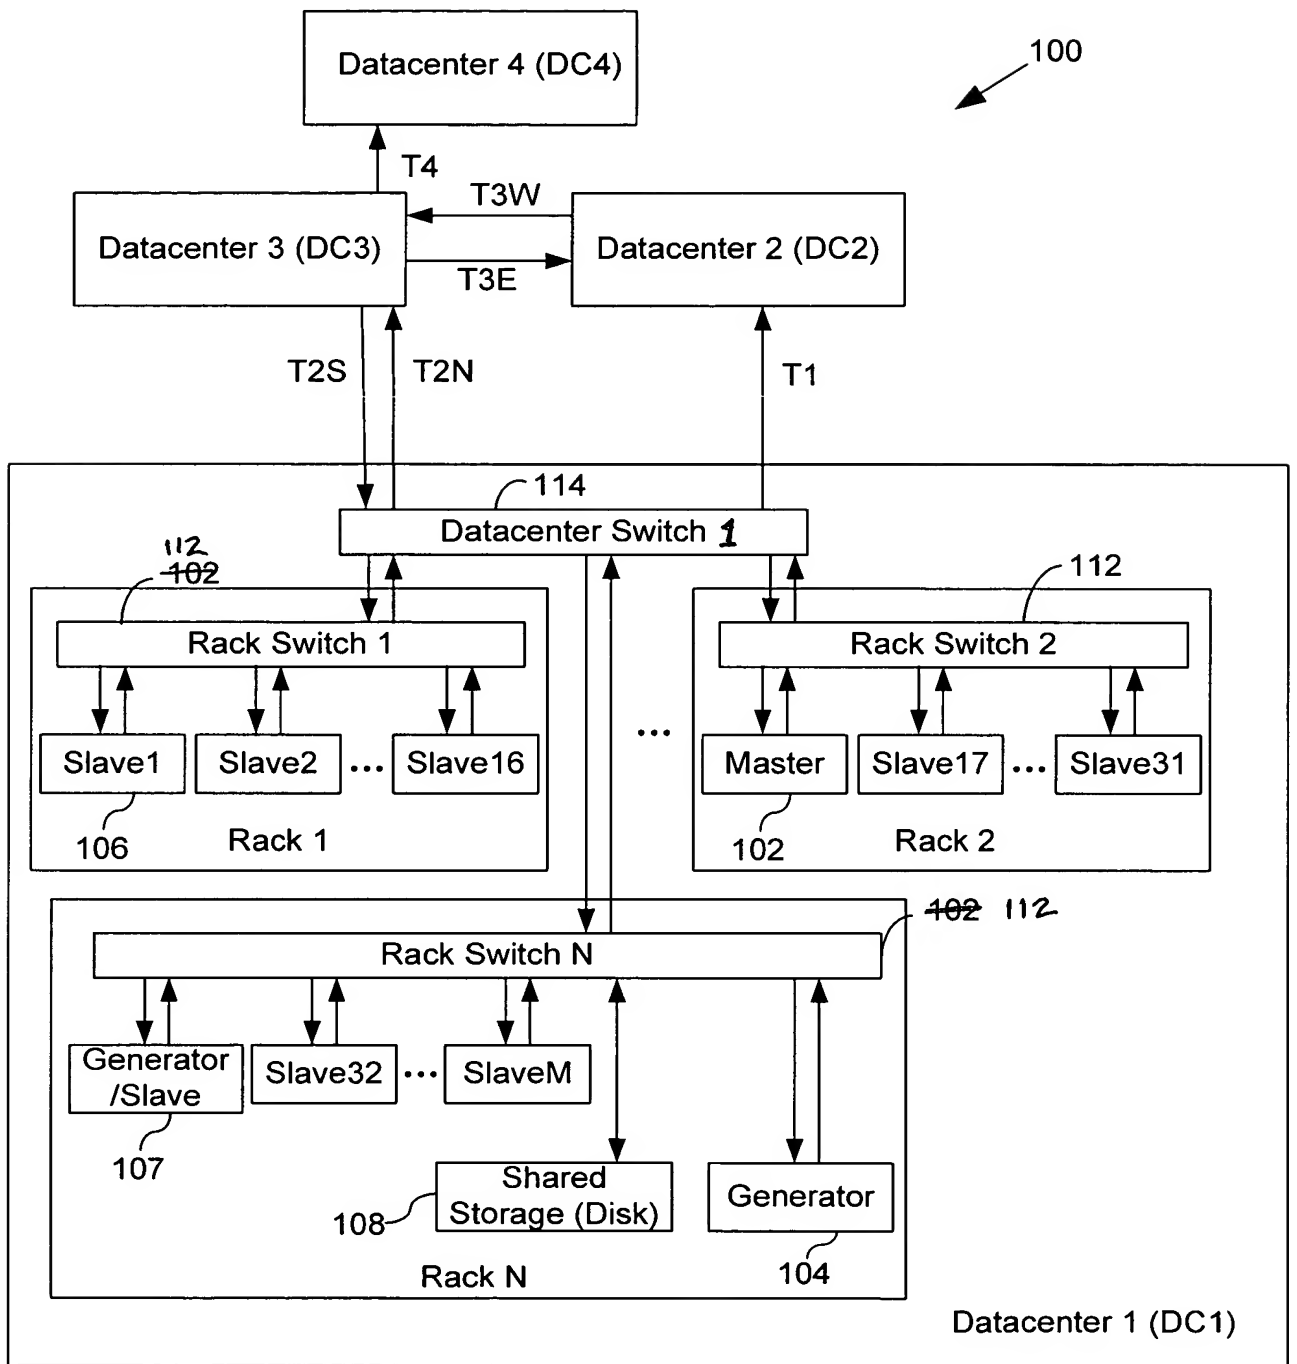 Datacenter 4 (DC4)
100
T4
T3W
Datacenter 3 (DC3)
Datacenter 2 (DC2)
T3E
T2S
T2N
T1
114
Datacenter Switch 1
112
102
112
Rack Switch 1
Rack Switch 2
Slave1
Slave2
...
Slave16
...
Master
Slave17
...
Slave31
106
Rack 1
102
Rack 2
102 112
Rack Switch N
Generator
/Slave
Slave32
...
SlaveM
107
Shared
Storage (Disk)
Generator
108
104
Rack N
Datacenter 1 (DC1)